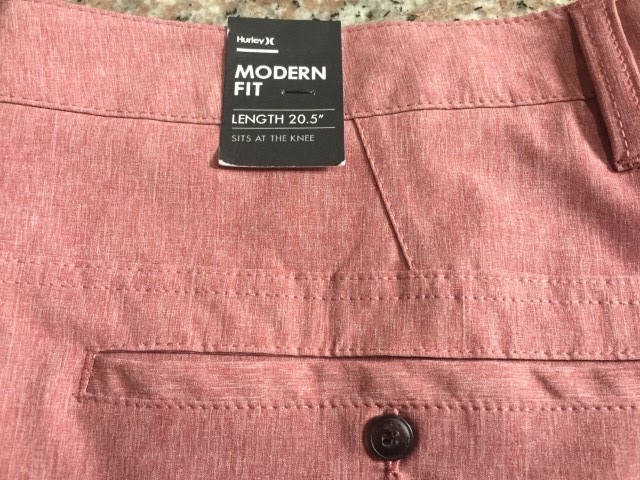 Hurley
MODERN
FIT
LENGTH 20.5"
SITS AT THE KNEE